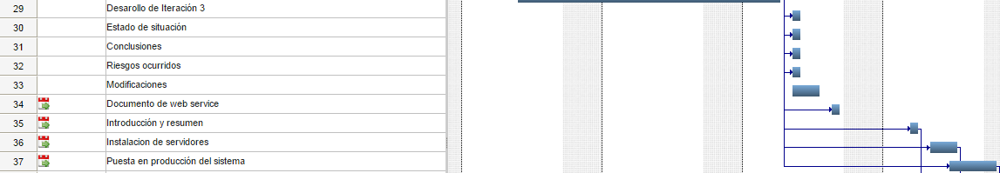 29 Desarollo de Iteración 3
30 Estado de situación
31 Conclusiones
32 Riesgos ocurridos
33 Modificaciones
34 Documento de web service
35 Introducción y resumen
36 Instalacion de servidores
37 Puesta en producción del sistema